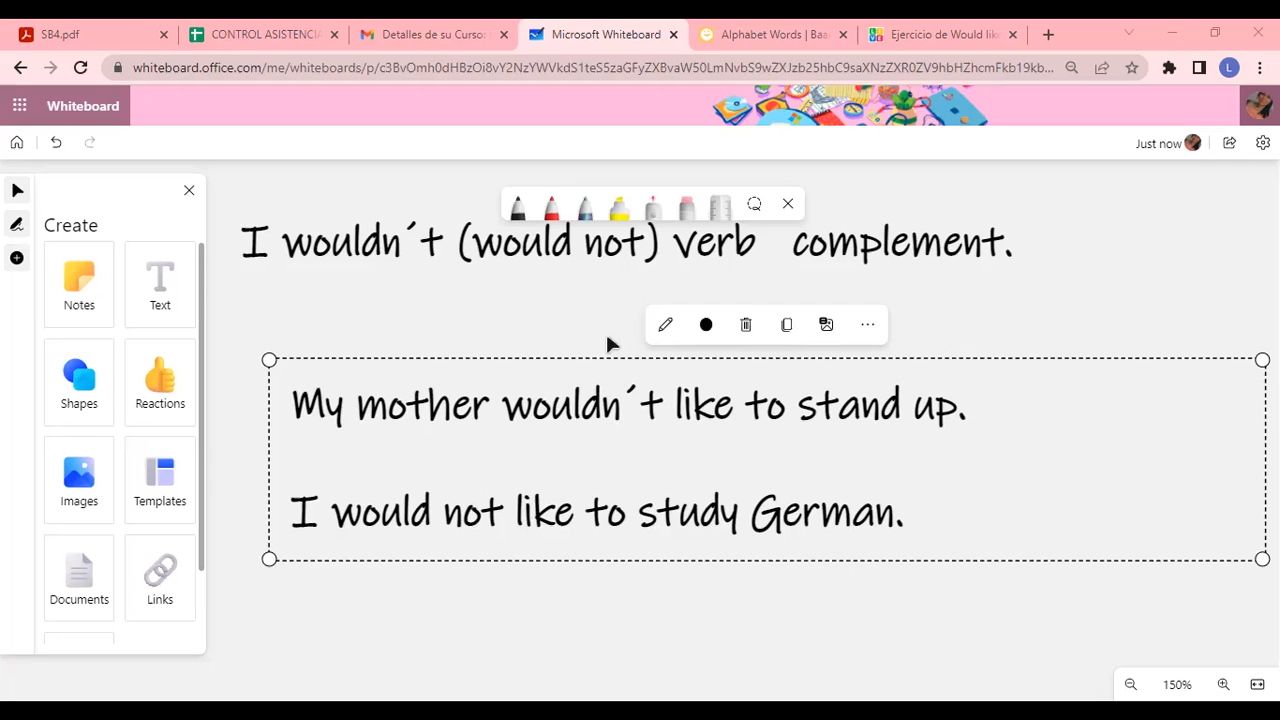 SB4.pdf
CONTROL ASISTENCIA
Detalles de su Curso:
Microsoft Whiteboard
Alphabet Words | Baa
Ejercicio de Would lik
whiteboard.office.com/me/whiteboards/p/c3BvOmh0dHBzOi8vY2NzYWVkdS1teS5zaGFyZXBvaW50LmNvbS9wZXJzb25hbC9saXNzZXR0ZV9hbHZhcmFkb19kb...
L
Whiteboard
Just now
Create
Notes
Text
Shapes
Reactions
Images
Templates
Documents
Links
I wouldn´t (would not) verb complement.
My mother wouldn´t like to stand up.
I would not like to study German.
150%